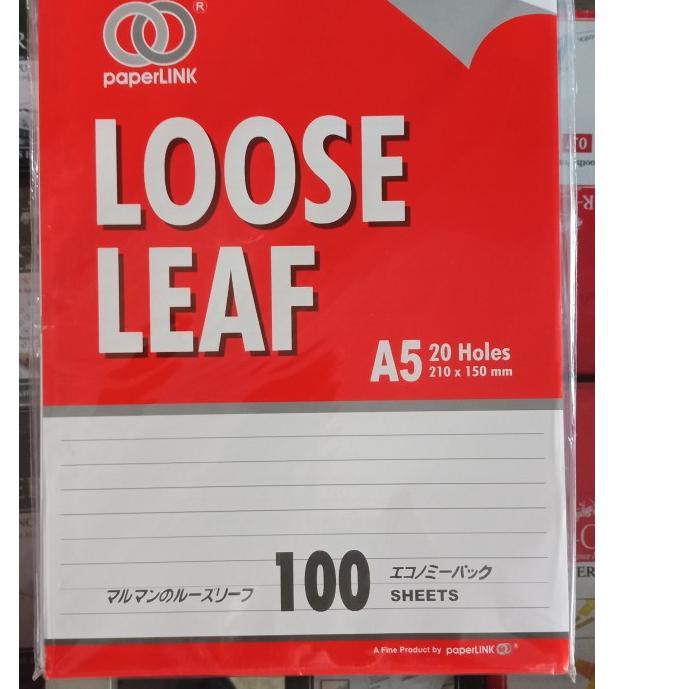 ®
paperLINK
LOOSE
LEAF
A5 20 Holes
210 x 150 mm
マルマンのルーズリーフ 100 エコノミーパック
SHEETS
A Fine Product by paperLINK